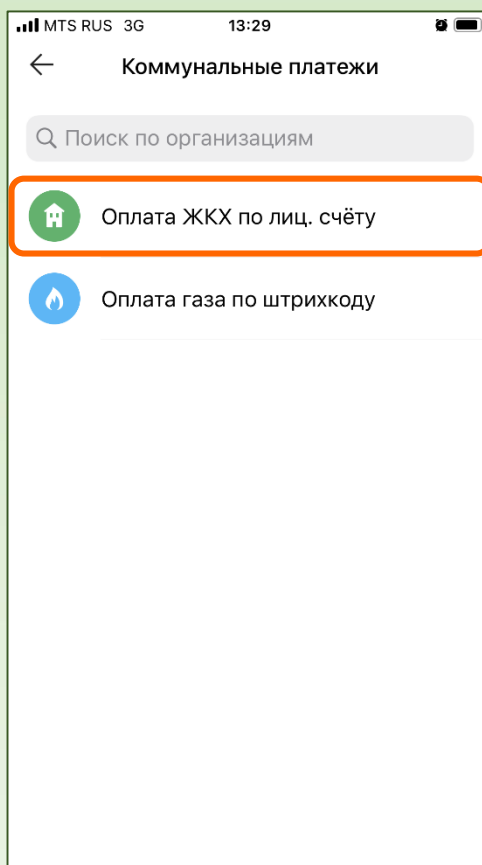 MTS RUS 3G 13:29
Коммунальные платежи
Поиск по организациям
Оплата ЖКХ по лиц. счёту
Оплата газа по штрихкоду